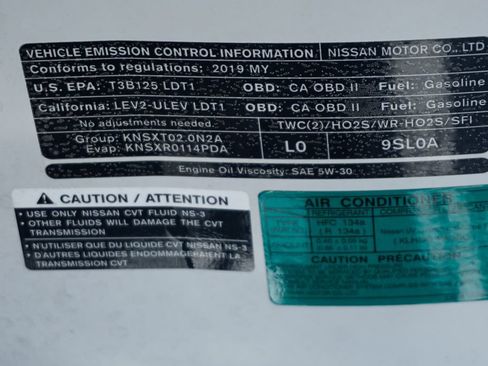 VEHICLE EMISSION CONTROL INFORMATION NISSAN MOTOR CO., LTD
Conforms to regulations: 2019 MY
U.S. EPA: T3B125 LDT1 OBD: CA OBD II Fuel: Gasoline
California: LEV2-ULEV LDT1 OBD: CA OBD II Fuel: Gasoline
No adjustments needed. TWC(2)/HO2S/WR-HO2S/SFI
Group: KNSXT02.0N2A
Evap: KNSXR0114PDA L0 9SL0A
Engine Oil Viscosity: SAE 5W-30
CAUTION / ATTENTION
• USE ONLY NISSAN CVT FLUID NS-3
• OTHER FLUIDS WILL DAMAGE THE CVT
TRANSMISSION
• N'UTILISER QUE DU LIQUIDE CVT NISSAN NS-3
• D'AUTRES LIQUIDES ENDOMMAGERAIENT LA
TRANSMISSION CVT
AIR CONDITIONER
REFRIGERANT
HFC 134a
(R 134a)
CAUTION PRECAUTION